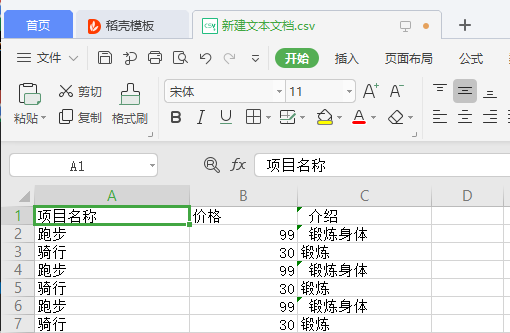 首页 稻壳模板 新建文本文档.csv
文件 开始 插入 页面布局 公式
剪切 宋体 11 A+ A-
粘贴 复制 格式刷 B I U A
A1 fx 项目名称
A B C D
1 项目名称 价格 介绍
2 跑步 99 锻炼身体
3 骑行 30 锻炼
4 跑步 99 锻炼身体
5 骑行 30 锻炼
6 跑步 99 锻炼身体
7 骑行 30 锻炼